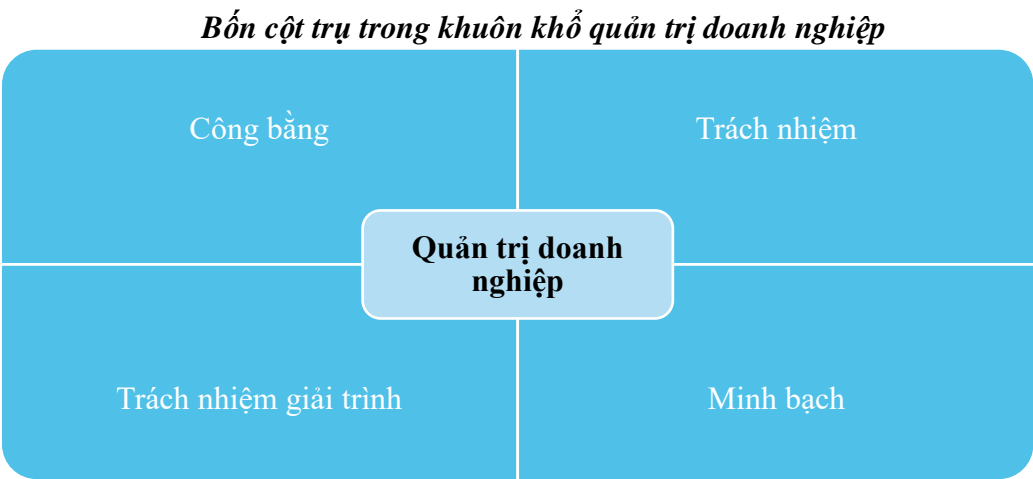 Bốn cột trụ trong khuôn khổ quản trị doanh nghiệp
Công bằng
Trách nhiệm
Quản trị doanh
nghiệp
Trách nhiệm giải trình
Minh bạch